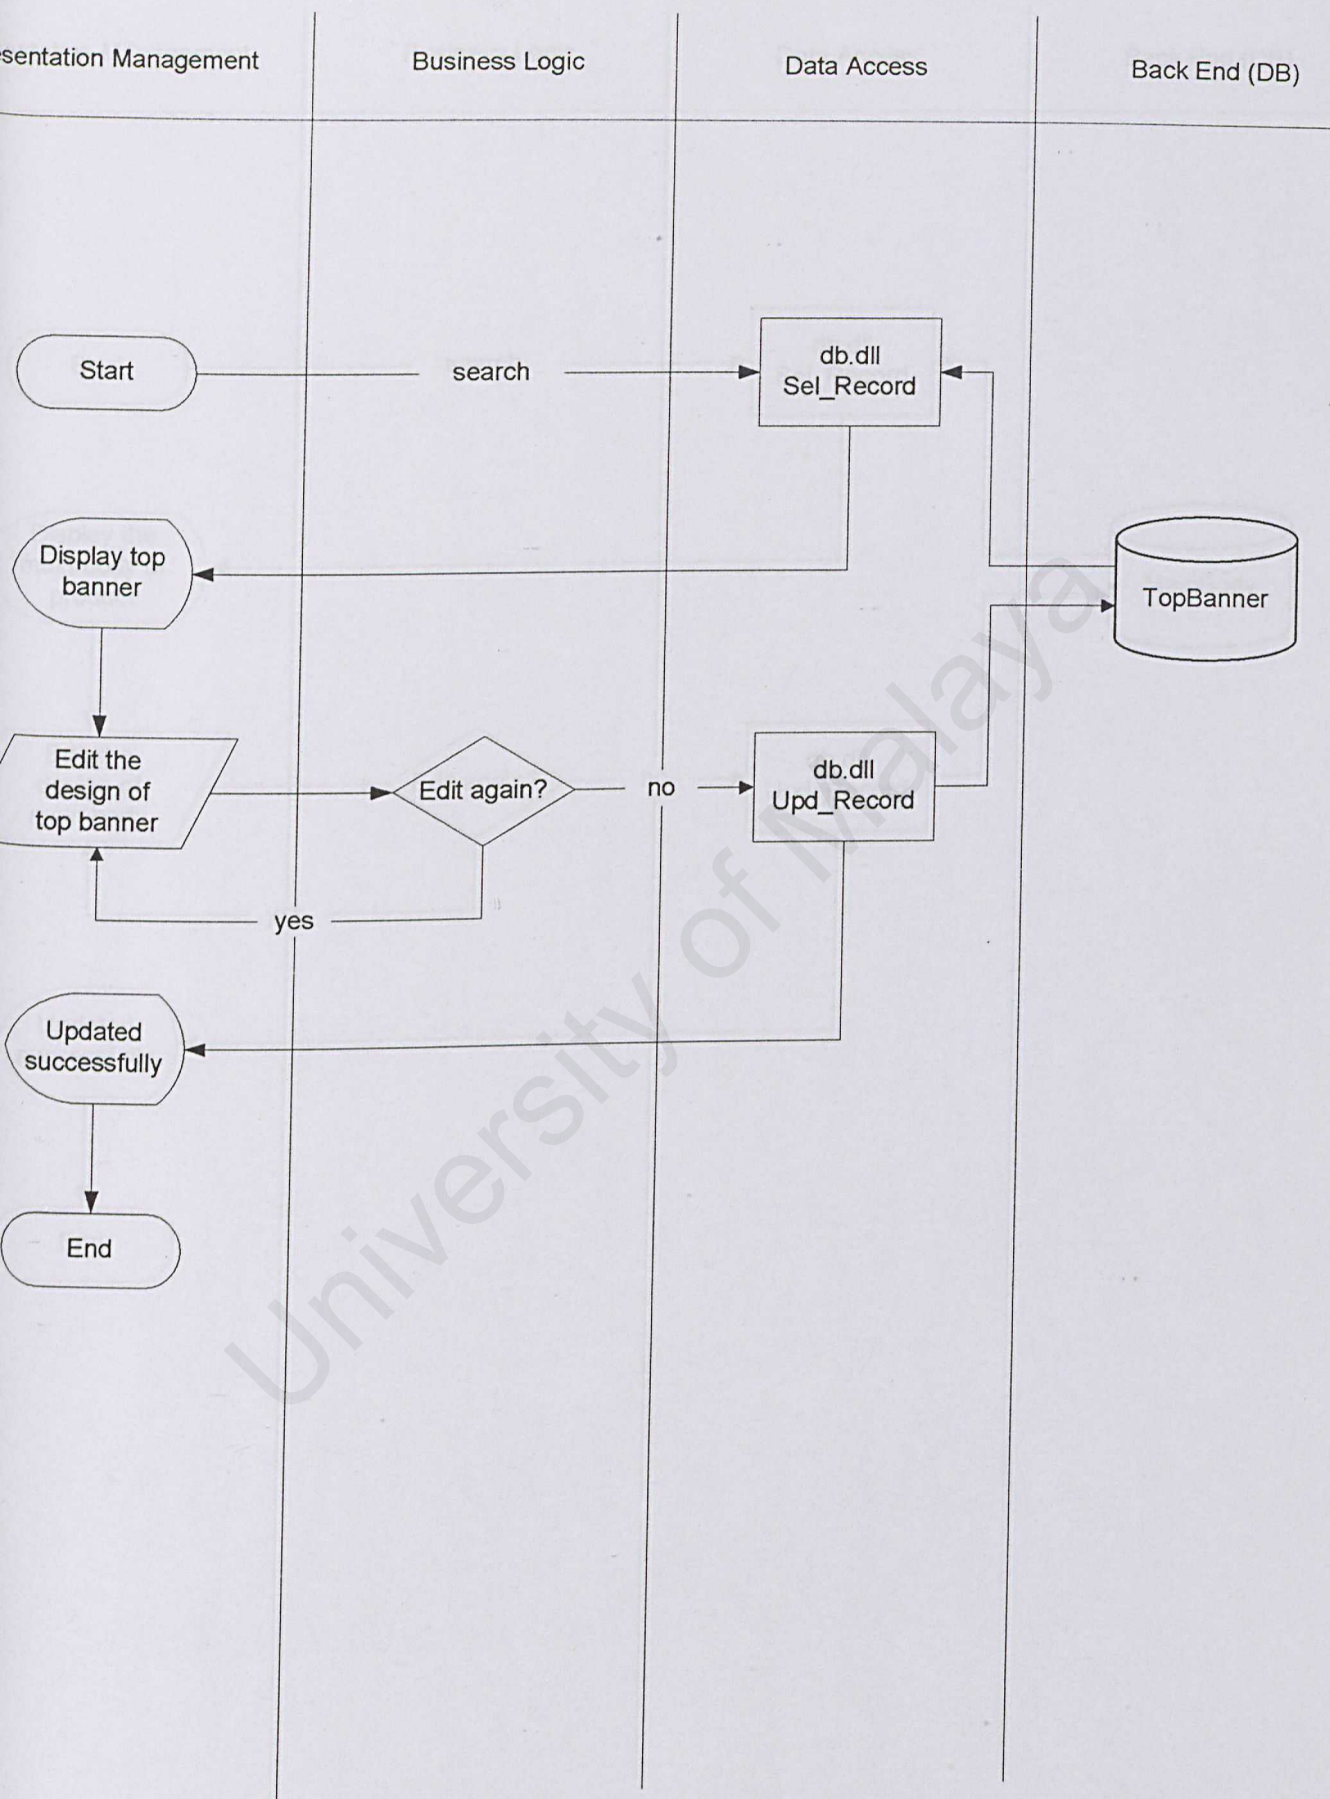 sentation Management
Business Logic
Data Access
Back End (DB)
Start
search
db.dll
Sel_Record
Display top
banner
TopBanner
Edit the
design of
top banner
Edit again?
no
db.dll
Upd_Record
yes
Updated
successfully
End
University of Malaya